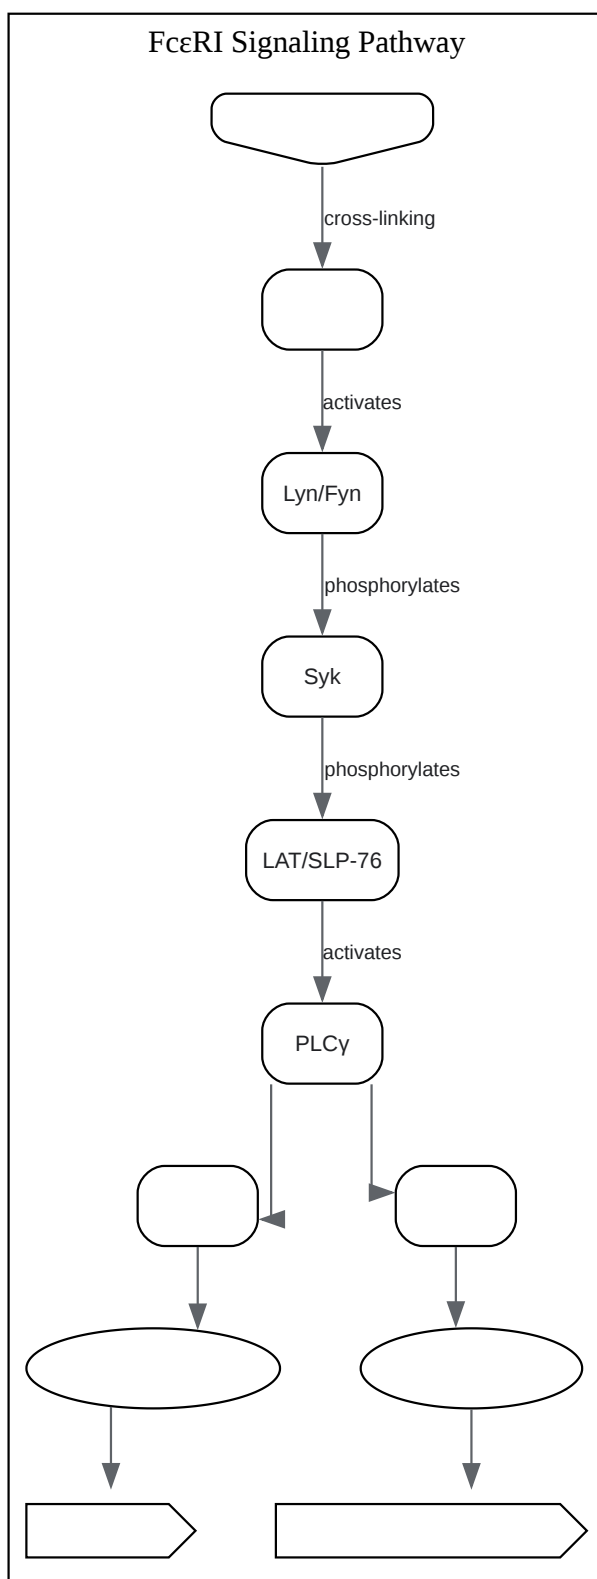 FcεRI Signaling Pathway
cross-linking
activates
Lyn/Fyn
phosphorylates
Syk
phosphorylates
LAT/SLP-76
activates
PLCγ